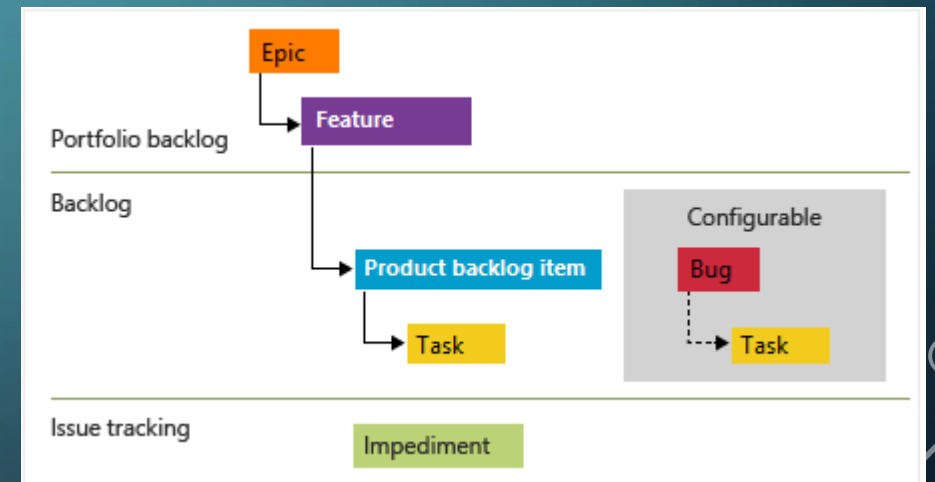 Epic
Feature
Portfolio backlog
Backlog
Configurable
Product backlog item
Bug
Task
Task
Issue tracking
Impediment